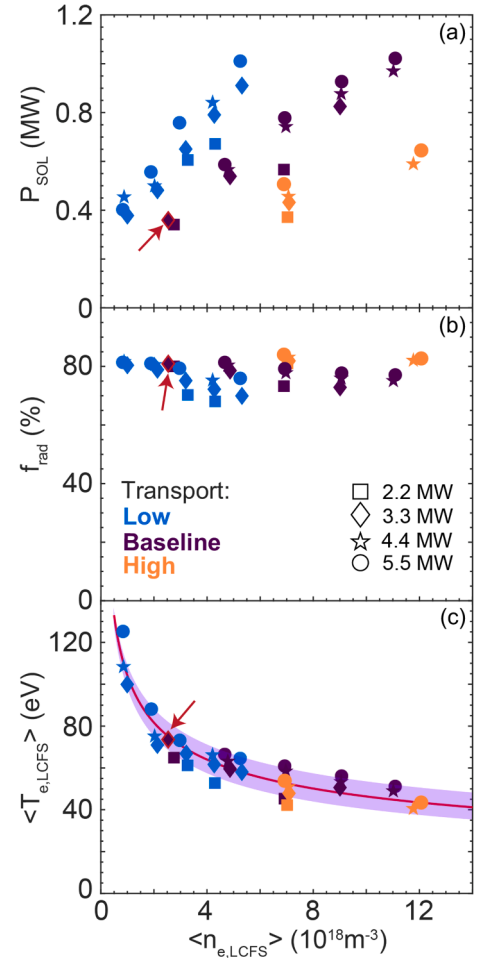 (a)
1.2
0.8
0.4
0
P_SOL (MW)
(b)
80
40
0
f_rad (%)
Transport:
Low
Baseline
High
2.2 MW
3.3 MW
4.4 MW
5.5 MW
(c)
120
80
40
0
<T_e,LCFS> (eV)
0 4 8 12
<n_e,LCFS> (10^18 m^-3)